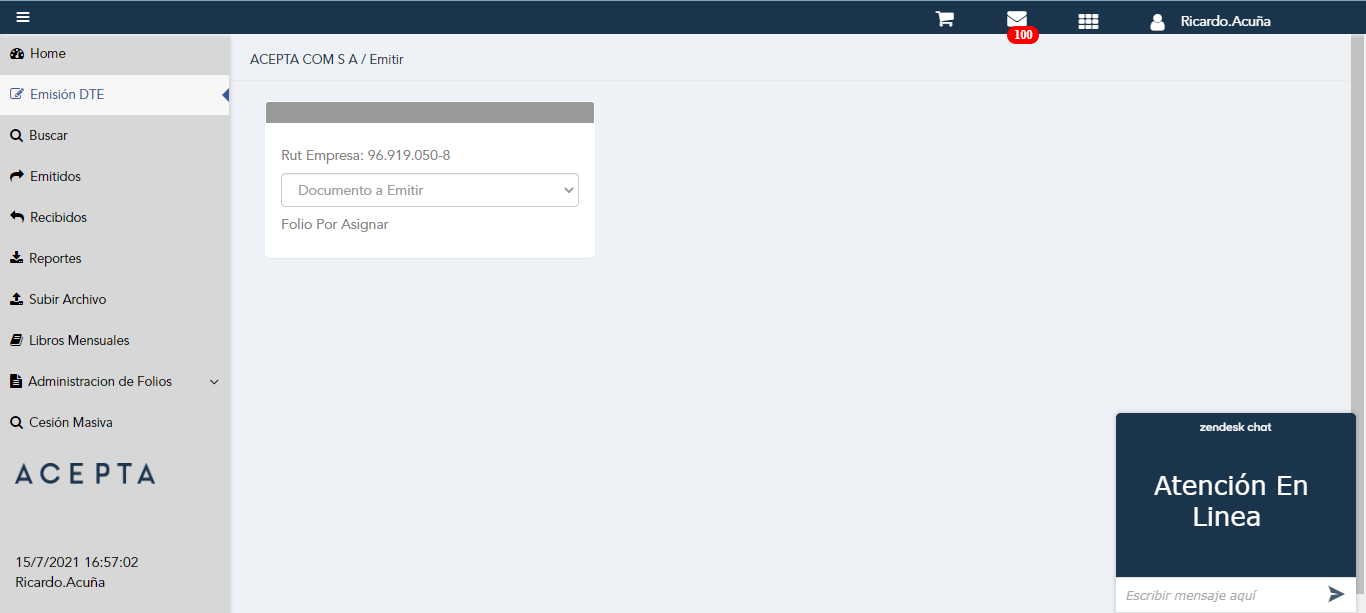 Ricardo.Acuña
100
Home
Emisión DTE
Buscar
Emitidos
Recibidos
Reportes
Subir Archivo
Libros Mensuales
Administracion de Folios
Cesión Masiva
ACEPTA
15/7/2021 16:57:02
Ricardo.Acuña
ACEPTA COM S A / Emitir
Rut Empresa: 96.919.050-8
Documento a Emitir
Folio Por Asignar
zendesk chat
Atención En
Linea
Escribir mensaje aquí